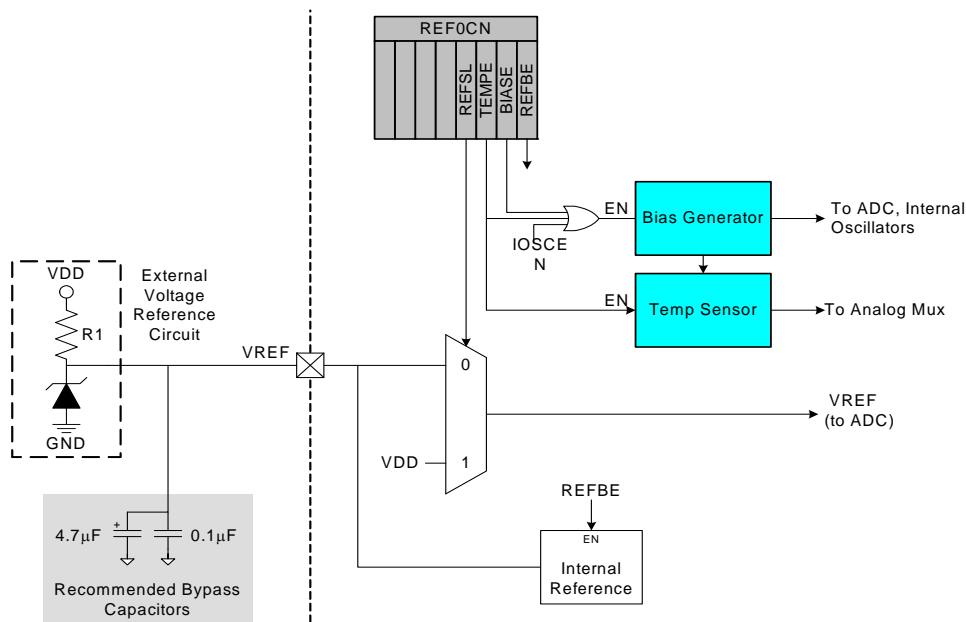 REF0CN
REFSL
TEMPE
BIASE
REFBE
EN
Bias Generator
To ADC, Internal
Oscillators
IOSCE
N
EN
Temp Sensor
To Analog Mux
VDD
R1
GND
External
Voltage
Reference
Circuit
VREF
0
VDD
1
VREF
(to ADC)
REFBE
EN
Internal
Reference
4.7μF
+
0.1μF
Recommended Bypass
Capacitors